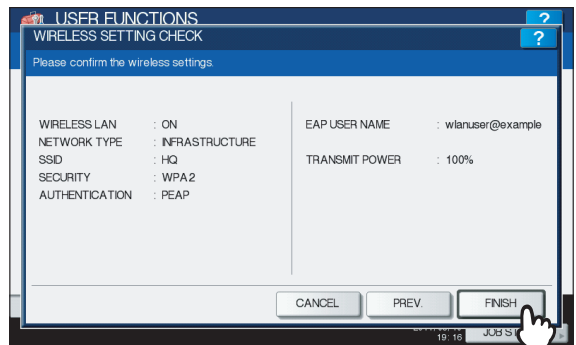 USER FUNCTIONS ?
WIRELESS SETTING CHECK ?
Please confirm the wireless settings.
WIRELESS LAN : ON
NETWORK TYPE : INFRASTRUCTURE
SSID : HQ
SECURITY : WPA2
AUTHENTICATION : PEAP
EAP USER NAME : wlanuser@example
TRANSMIT POWER : 100%
CANCEL PREV. FINISH
19:16 JOB ST